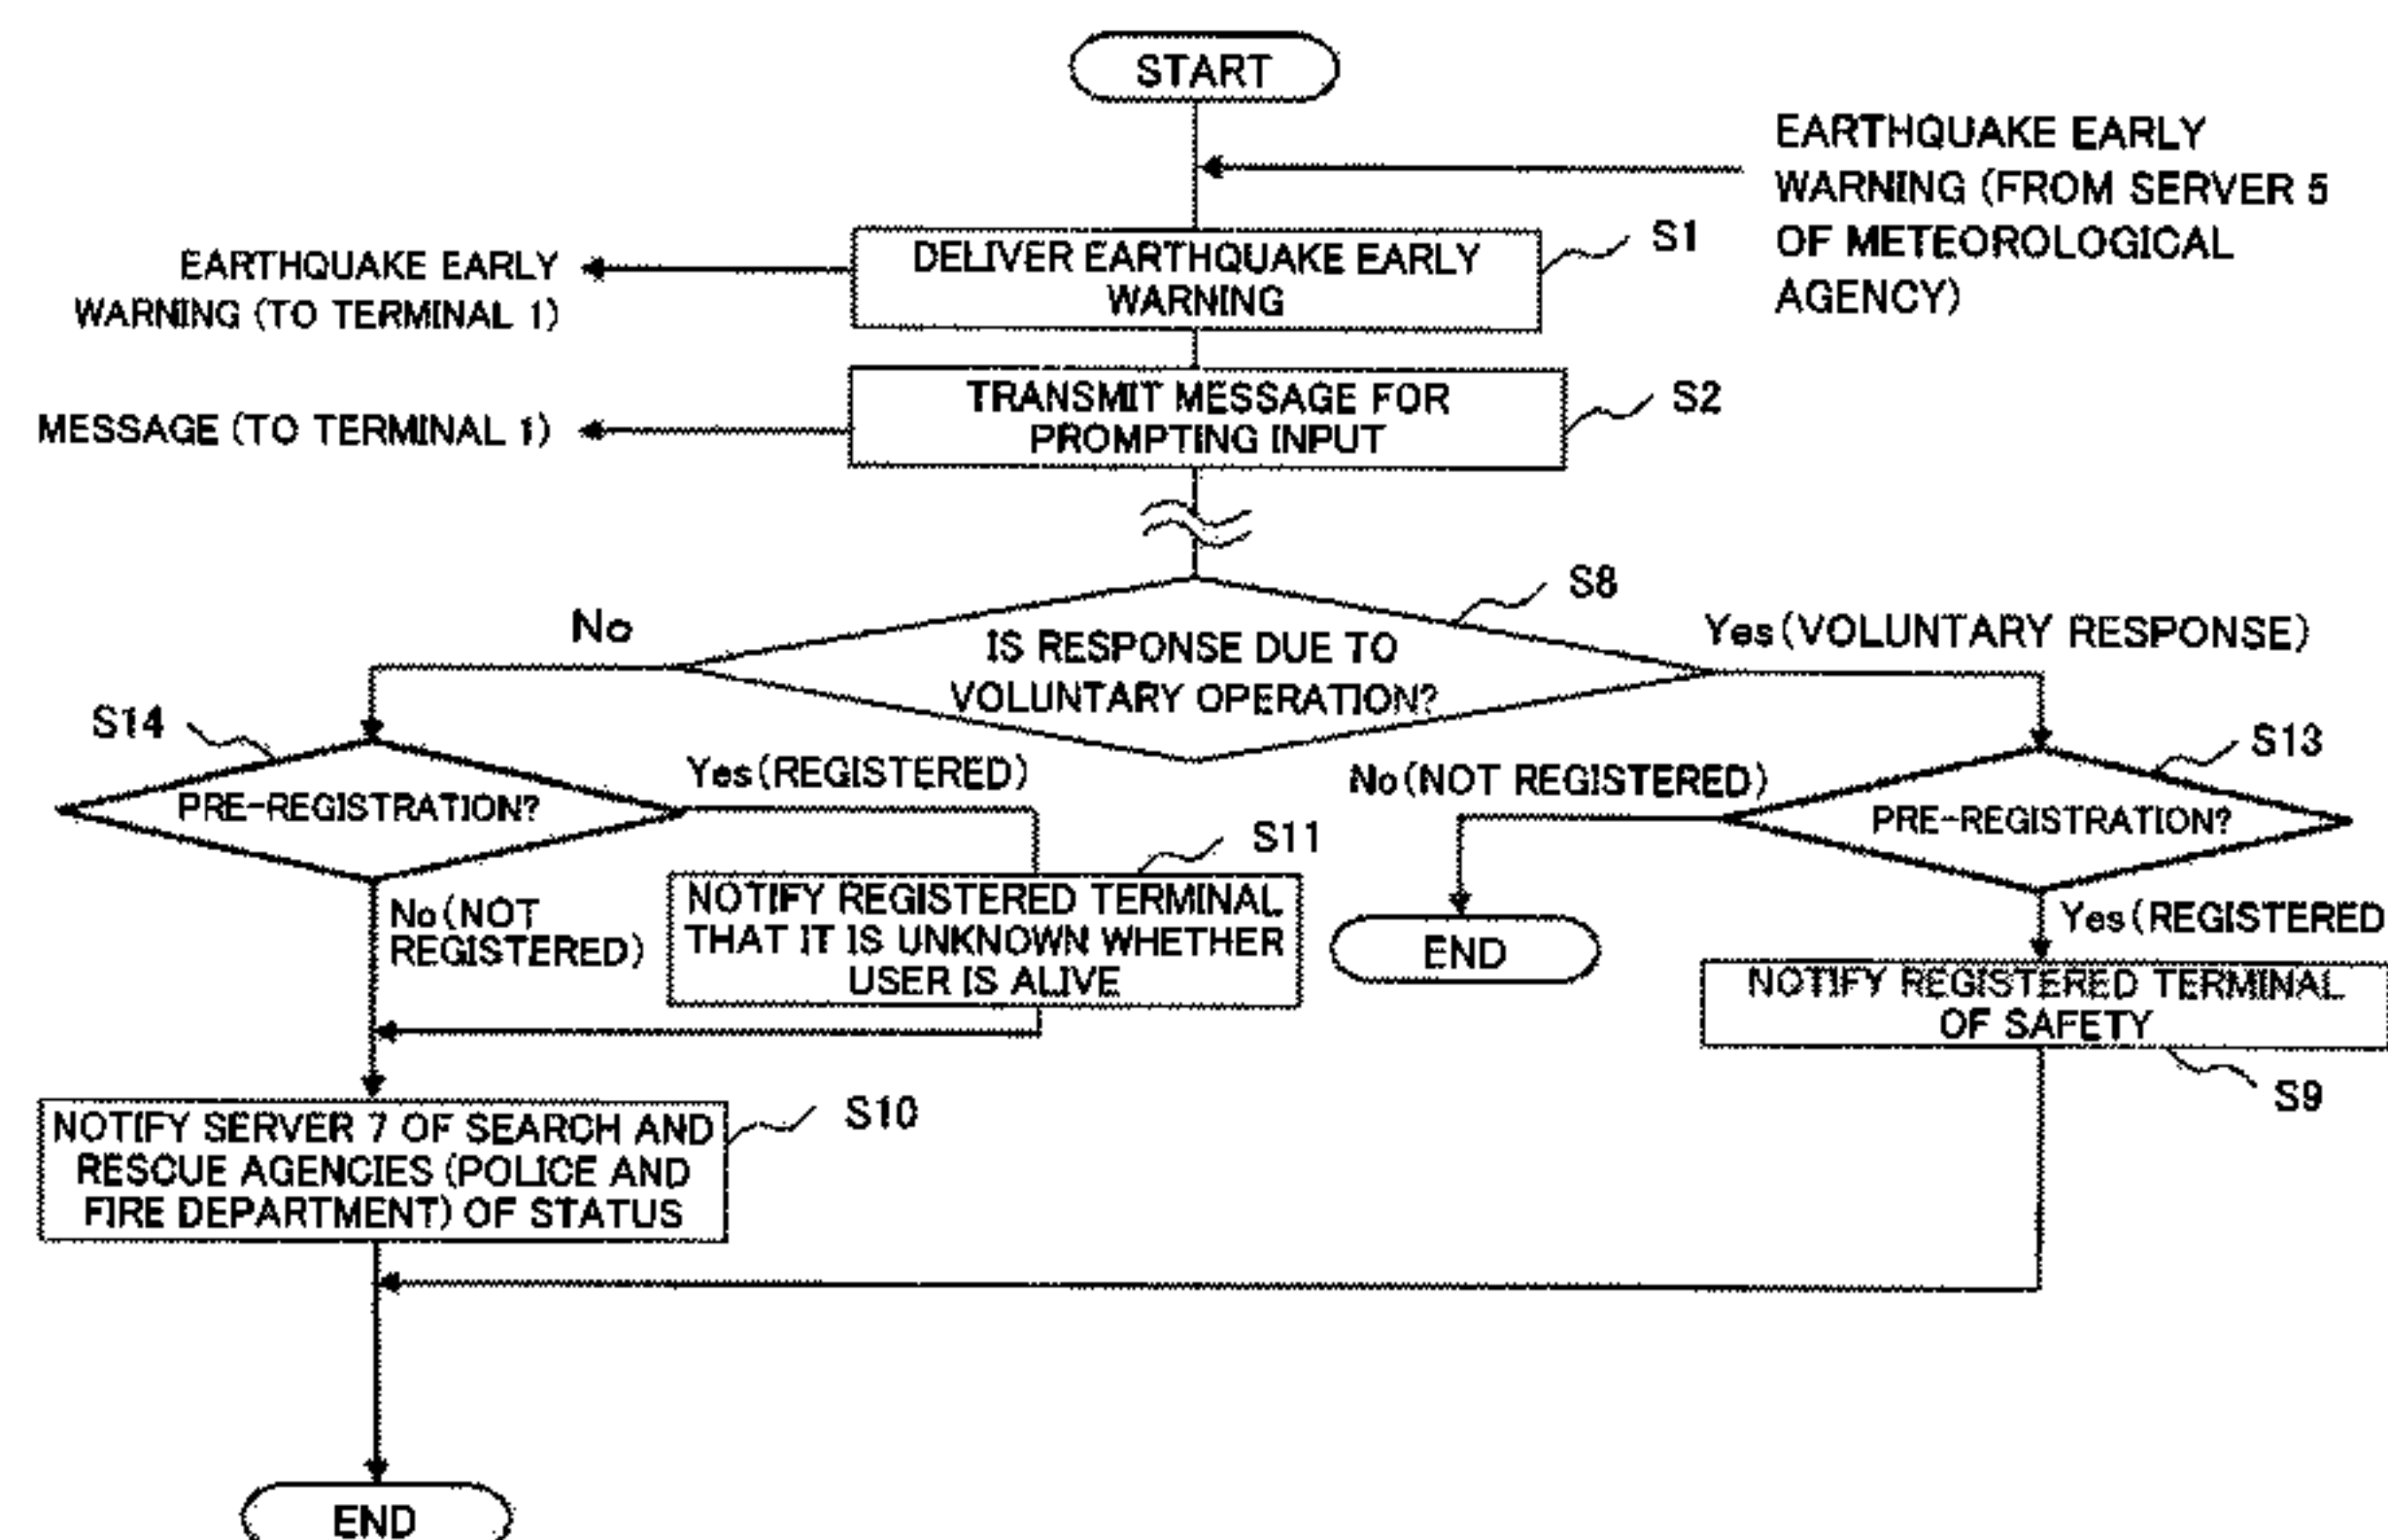 START
EARTHQUAKE EARLY
WARNING (FROM SERVER 5
OF METEOROLOGICAL
AGENCY)
S1
DELIVER EARTHQUAKE EARLY
WARNING
EARTHQUAKE EARLY
WARNING (TO TERMINAL 1)
S2
TRANSMIT MESSAGE FOR
PROMPTING INPUT
MESSAGE (TO TERMINAL 1)
S8
No
IS RESPONSE DUE TO
VOLUNTARY OPERATION?
Yes(VOLUNTARY RESPONSE)
S14
PRE-REGISTRATION?
Yes(REGISTERED)
No(NOT REGISTERED)
S13
PRE-REGISTRATION?
S11
No(NOT
REGISTERED)
NOTIFY REGISTERED TERMINAL
THAT IT IS UNKNOWN WHETHER
USER IS ALIVE
END
Yes(REGISTERED
NOTIFY REGISTERED TERMINAL
OF SAFETY
S9
S10
NOTIFY SERVER 7 OF SEARCH AND
RESCUE AGENCIES (POLICE AND
FIRE DEPARTMENT) OF STATUS
END